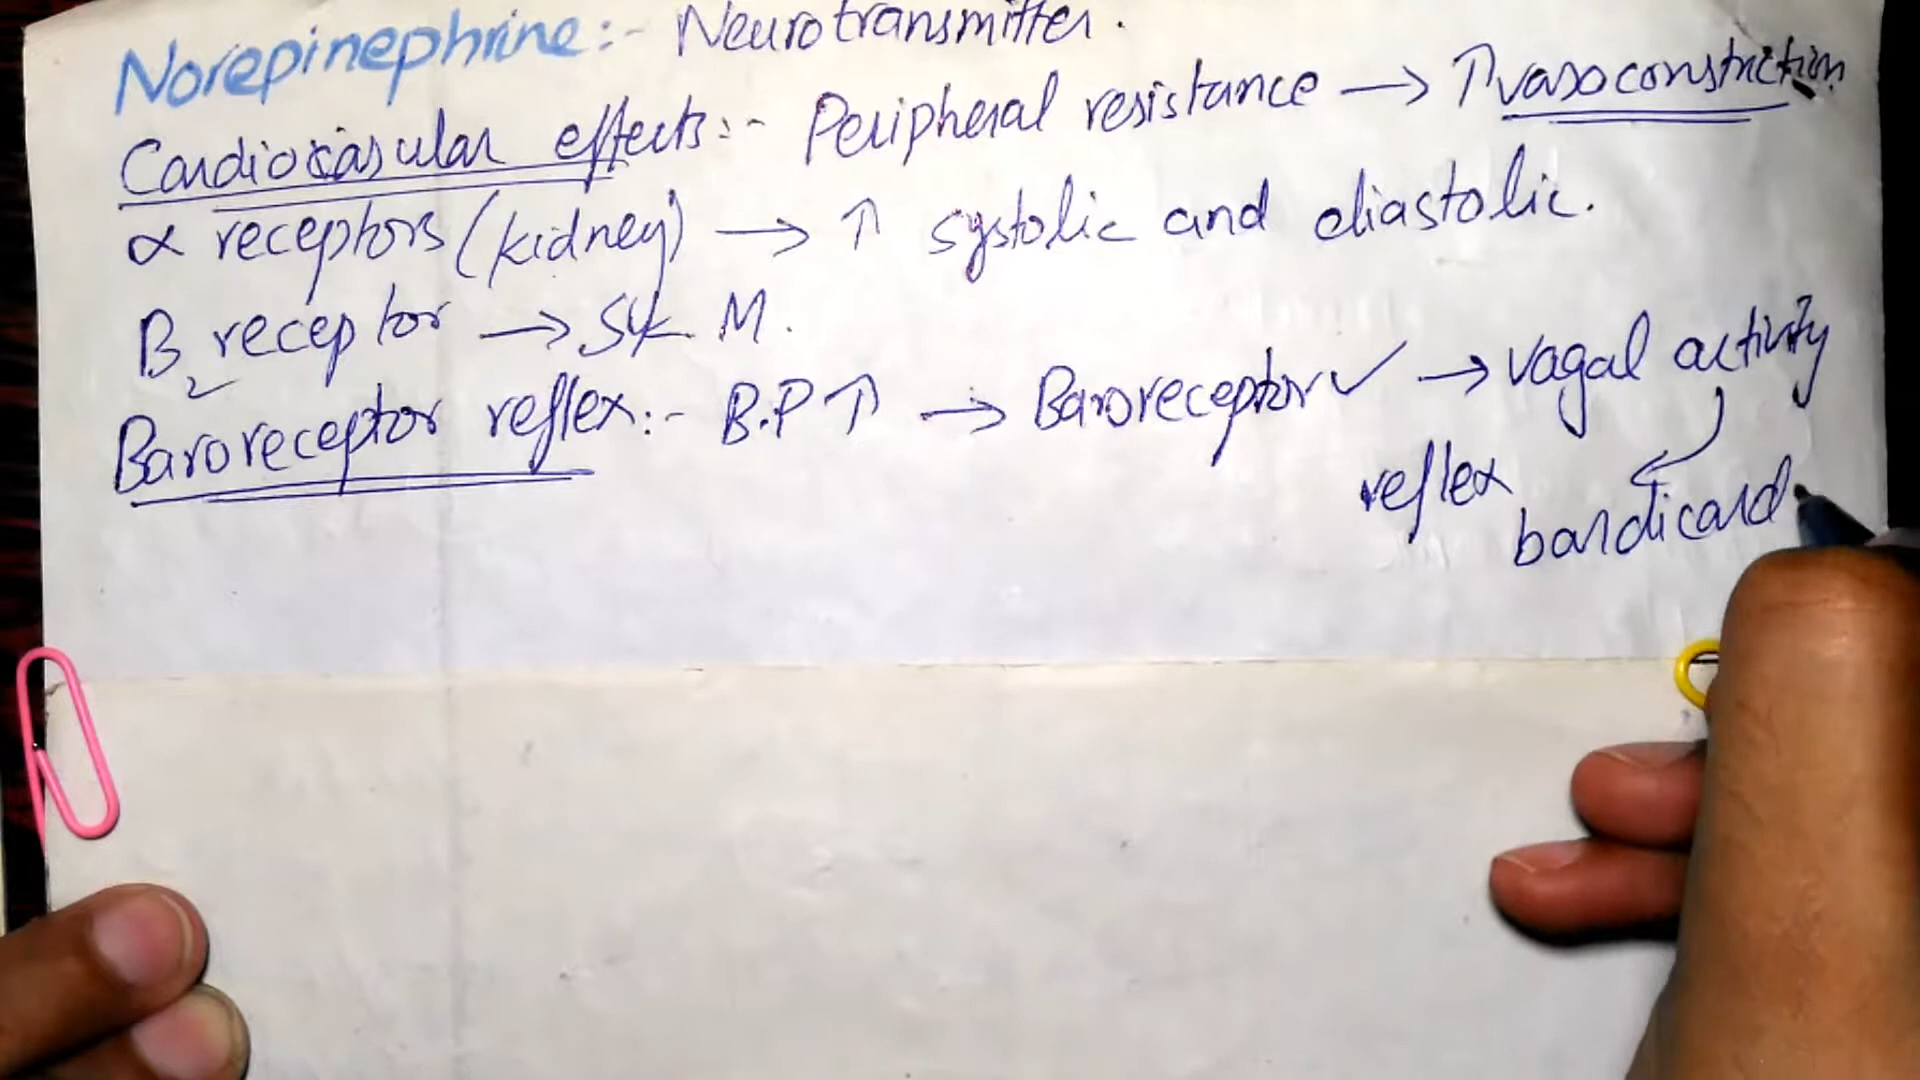 Norepinephrine:- Neurotransmitter.
Cardiovasular effects:- Peripheral resistance → ↑ vasoconstriction
α receptors (kidney) → ↑ systolic and diastolic.
B2 receptor → SK M.
Baroreceptor reflex:- B.P ↑ → Baroreceptor ✓ → vagal activity
reflex bardicard